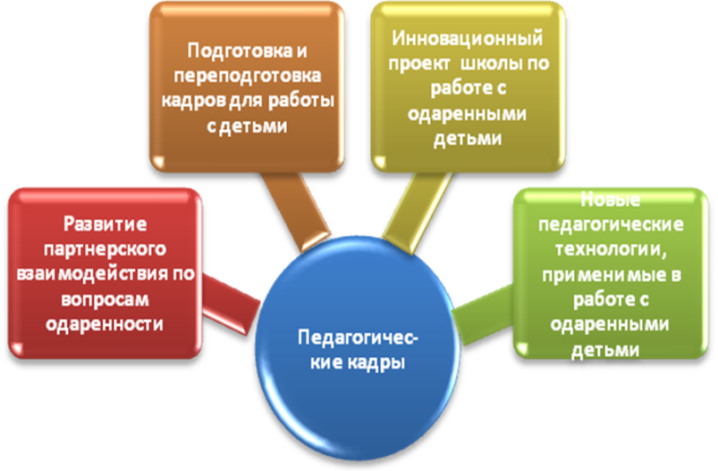 Подготовка и
переподготовка
кадров для работы
с детьми
Инновационный
проект школы по
работе с
одаренными
детьми
Развитие
партнерского
взаимодействия по
вопросам
одаренности
Новые
педагогические
технологии,
применимые в
работе с
одаренными
детьми
Педагогичес-
кие кадры